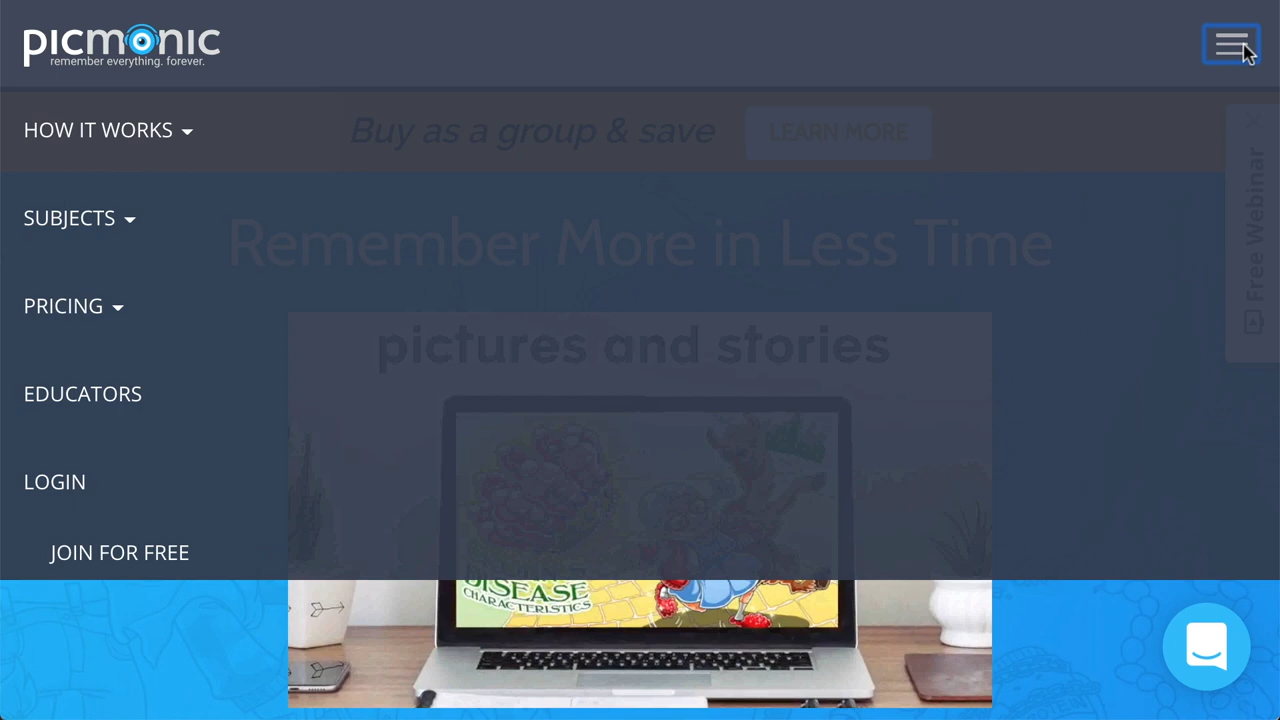 picmonic
remember everything. forever.
HOW IT WORKS
Buy as a group & save
LEARN MORE
SUBJECTS
Remember More in Less Time
Free Webinar
PRICING
pictures and stories
EDUCATORS
LOGIN
JOIN FOR FREE
DISEASE
CHARACTERISTICS